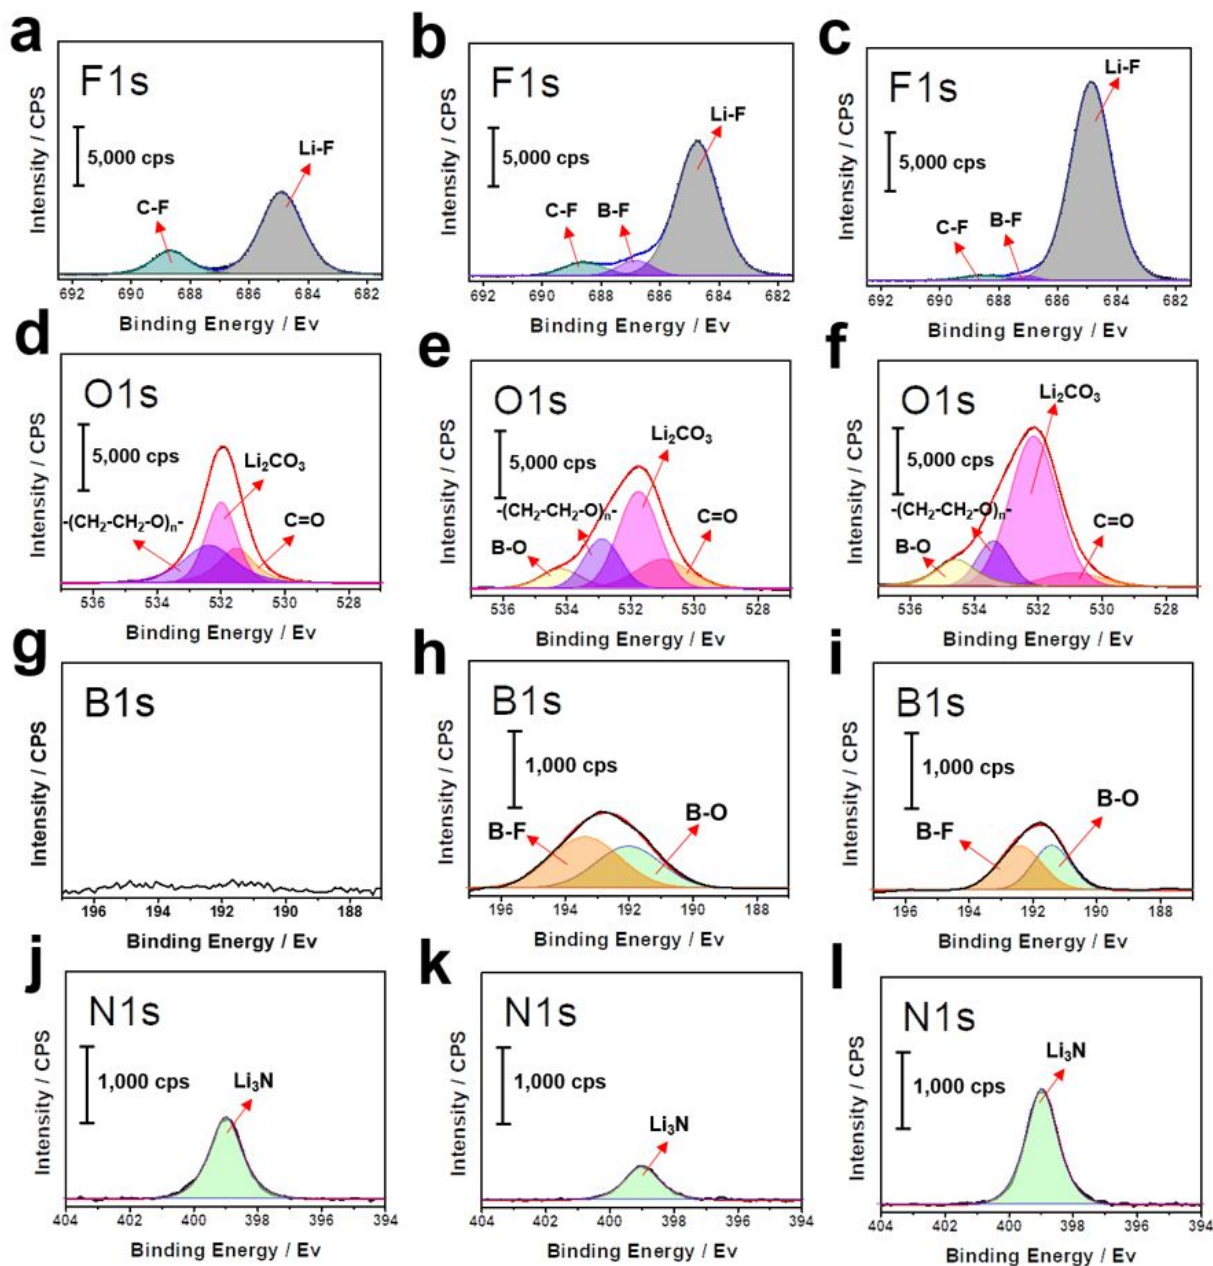 a
F1s
Intensity / CPS
5,000 cps
C-F
Li-F
692 690 688 686 684 682
Binding Energy / Ev
b
F1s
Intensity / CPS
5,000 cps
C-F
B-F
Li-F
692 690 688 686 684 682
Binding Energy / Ev
c
F1s
Intensity / CPS
5,000 cps
C-F
B-F
Li-F
692 690 688 686 684 682
Binding Energy / Ev
d
O1s
Intensity / CPS
5,000 cps
-(CH₂-CH₂-O)ₙ-
Li₂CO₃
C=O
536 534 532 530 528
Binding Energy / Ev
e
O1s
Intensity / CPS
5,000 cps
-(CH₂-CH₂-O)ₙ-
B-O
Li₂CO₃
C=O
536 534 532 530 528
Binding Energy / Ev
f
O1s
Intensity / CPS
5,000 cps
-(CH₂-CH₂-O)ₙ-
B-O
Li₂CO₃
C=O
536 534 532 530 528
Binding Energy / Ev
g
B1s
Intensity / CPS
196 194 192 190 188
Binding Energy / Ev
h
B1s
Intensity / CPS
1,000 cps
B-F
B-O
196 194 192 190 188
Binding Energy / Ev
i
B1s
Intensity / CPS
1,000 cps
B-F
B-O
196 194 192 190 188
Binding Energy / Ev
j
N1s
Intensity / CPS
1,000 cps
Li₃N
404 402 400 398 396 394
Binding Energy / Ev
k
N1s
Intensity / CPS
1,000 cps
Li₃N
404 402 400 398 396 394
Binding Energy / Ev
l
N1s
Intensity / CPS
1,000 cps
Li₃N
404 402 400 398 396 394
Binding Energy / Ev